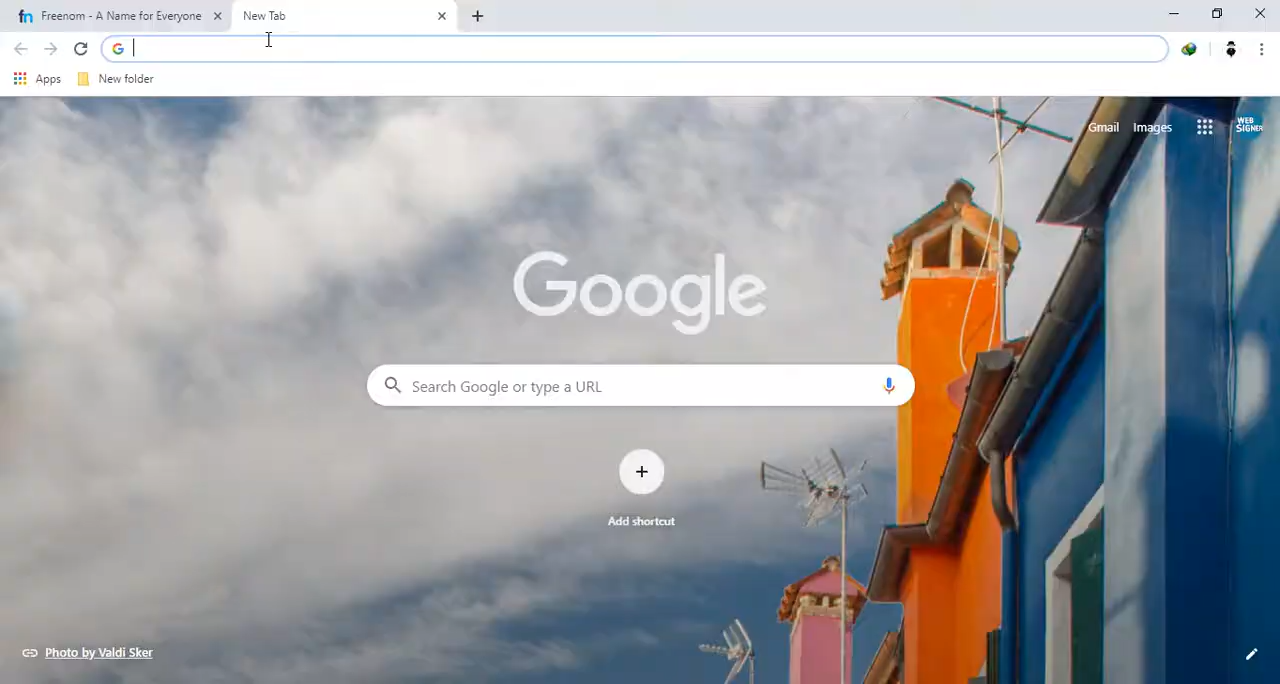 Freenom - A Name for Everyone
New Tab
Apps
New folder
Gmail
Images
WEB
SIGNER
Google
Search Google or type a URL
Add shortcut
Photo by Valdi Sker